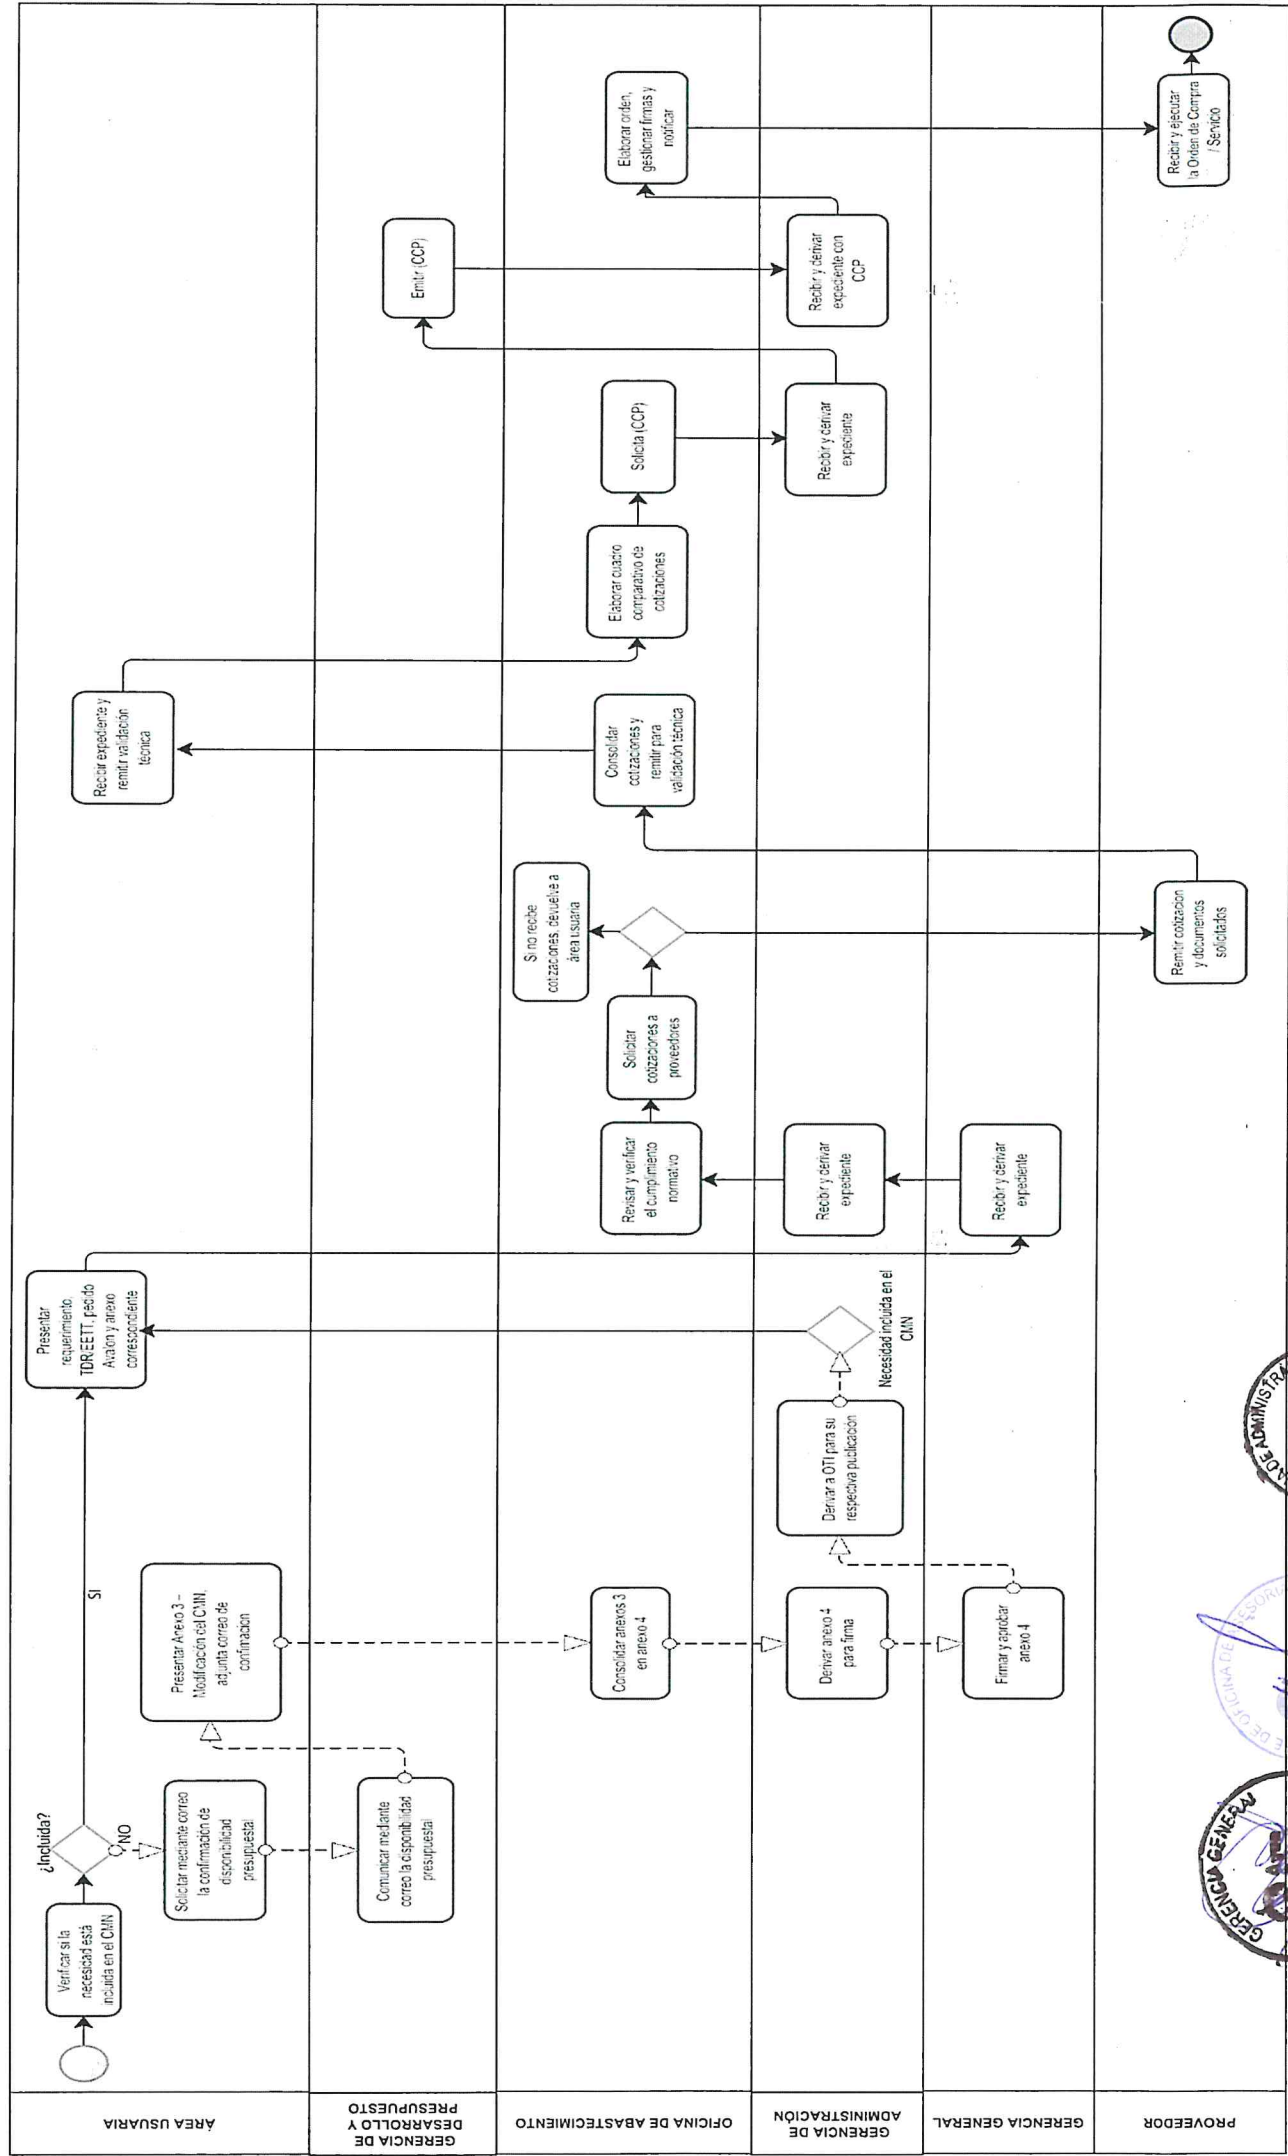 ÁREA USUARIA
GERENCIA DE
DESARROLLO Y
PRESUPUESTO
OFICINA DE ABASTECIMIENTO
GERENCIA DE
ADMINISTRACIÓN
GERENCIA GENERAL
PROVEEDOR
Verificar si la
necesidad está
incluida en el CMN
¿Incluida?
SI
NO
Solicitar mediante correo
la confirmación de
disponibilidad
presupuestal
Comunicar mediante
correo la disponibilidad
presupuestal
Presentar Anexo 3 –
Modificación del CMN,
adjunta correo de
confimacion
Consolidar anexos 3
en anexo 4
Derivar anexo 4
para firma
Firmar y aprobar
anexo 4
Derivar a OTI para su
respectiva publicación
Necesidad incluida en el
CMN
Presentar
requerimiento,
TDR/EETT, pedido
Avalon y anexo
correspondiente
Recibir y derivar
expediente
Recibir y derivar
expediente
Revisar y verificar
el cumplimiento
normativo
Solicitar
cotizaciones a
proveedores
Si no recibe
cotizaciones, devuelve a
área usuaria
Remitir cotizacion
y documentos
solicitados
Consolidar
cotizaciones y
remitir para
validación técnica
Recibir expediente y
remitir validación
técnica
Elaborar cuadro
comparativo de
cotizaciones
Solicita (CCP)
Recibir y derivar
expediente
Emitir (CCP)
Recibir y derivar
expediente con
CCP
Elaborar orden,
gestionar firmas y
notificar
Recibir y ejecutar
la Orden de Compra
/ Servicio
GERENCIA GENERAL
DE OFICINA DE
DE ADMINISTRA